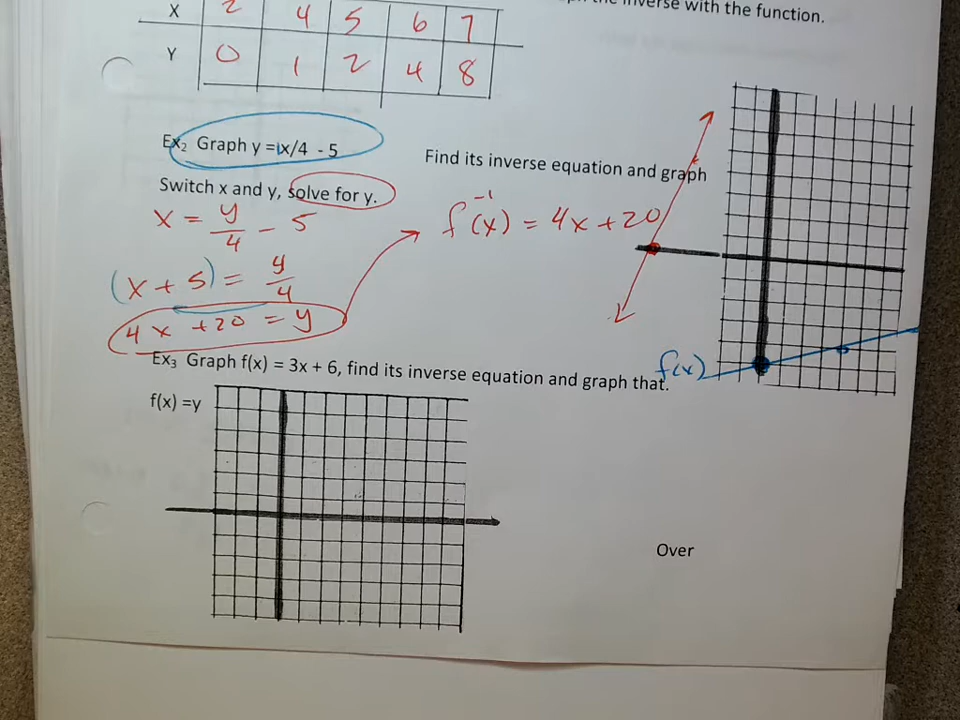 the inverse with the function.
X 2 4 5 6 7
Y 0 1 2 4 8
Ex2 Graph y = x/4 - 5
Find its inverse equation and graph
Switch x and y, solve for y.
x = y/4 - 5
f⁻¹(x) = 4x + 20
(x + 5) = y/4
4x + 20 = y
Ex3 Graph f(x) = 3x + 6, find its inverse equation and graph that.
f(x)
f(x) =y
Over